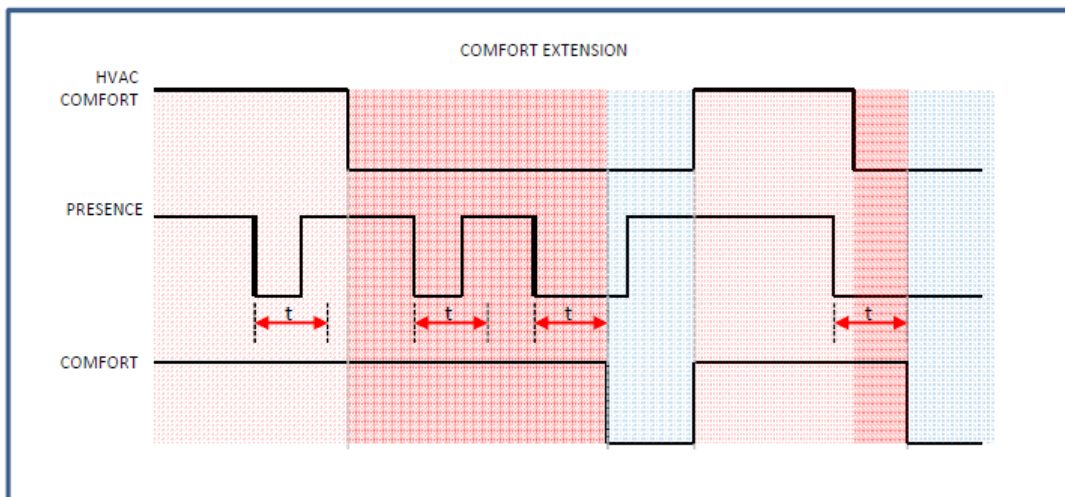 COMFORT EXTENSION
HVAC
COMFORT
PRESENCE
t
t
t
t
COMFORT